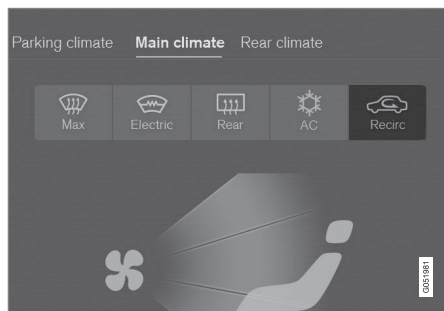 Parking climate Main climate Rear climate
Max Electric Rear AC Recirc
G051981